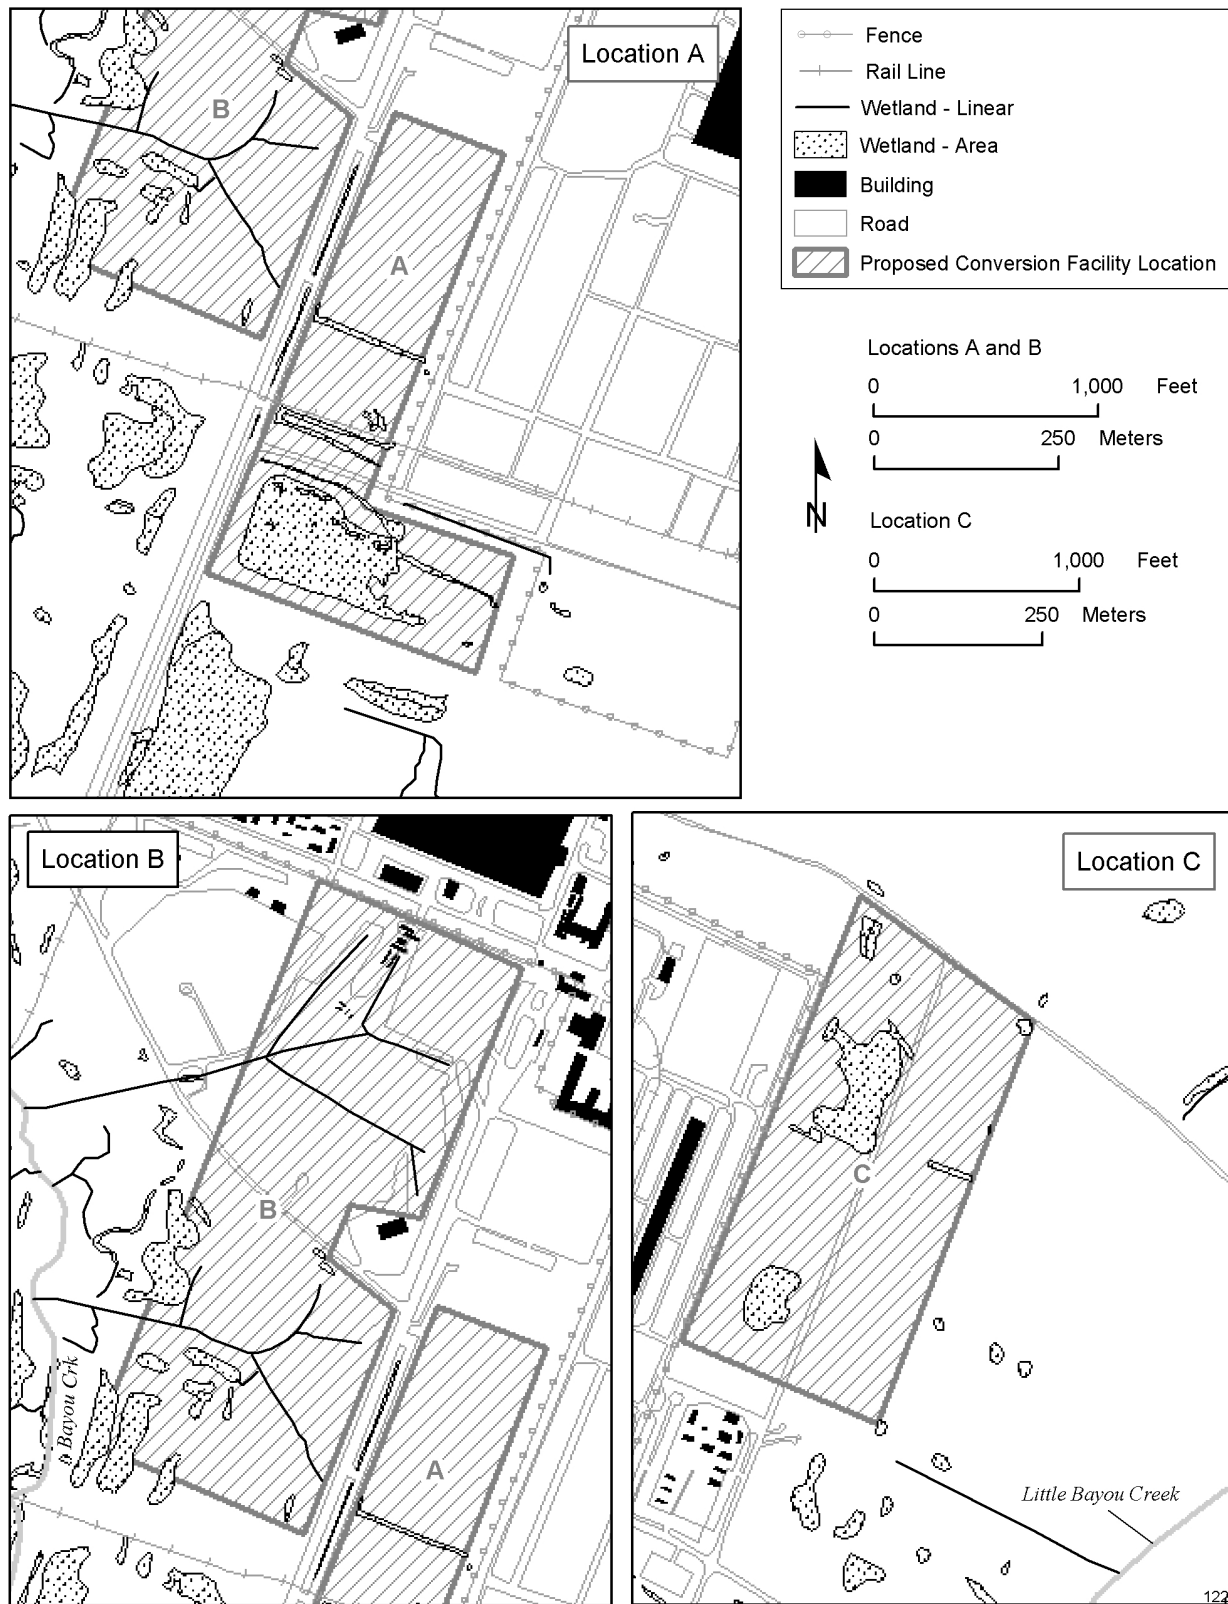 Location A
B
A
Fence
Rail Line
Wetland - Linear
Wetland - Area
Building
Road
Proposed Conversion Facility Location
Locations A and B
0 1,000 Feet
0 250 Meters
N
Location C
0 1,000 Feet
0 250 Meters
Location B
B
A
Bayou Crk
Location C
C
Little Bayou Creek
122